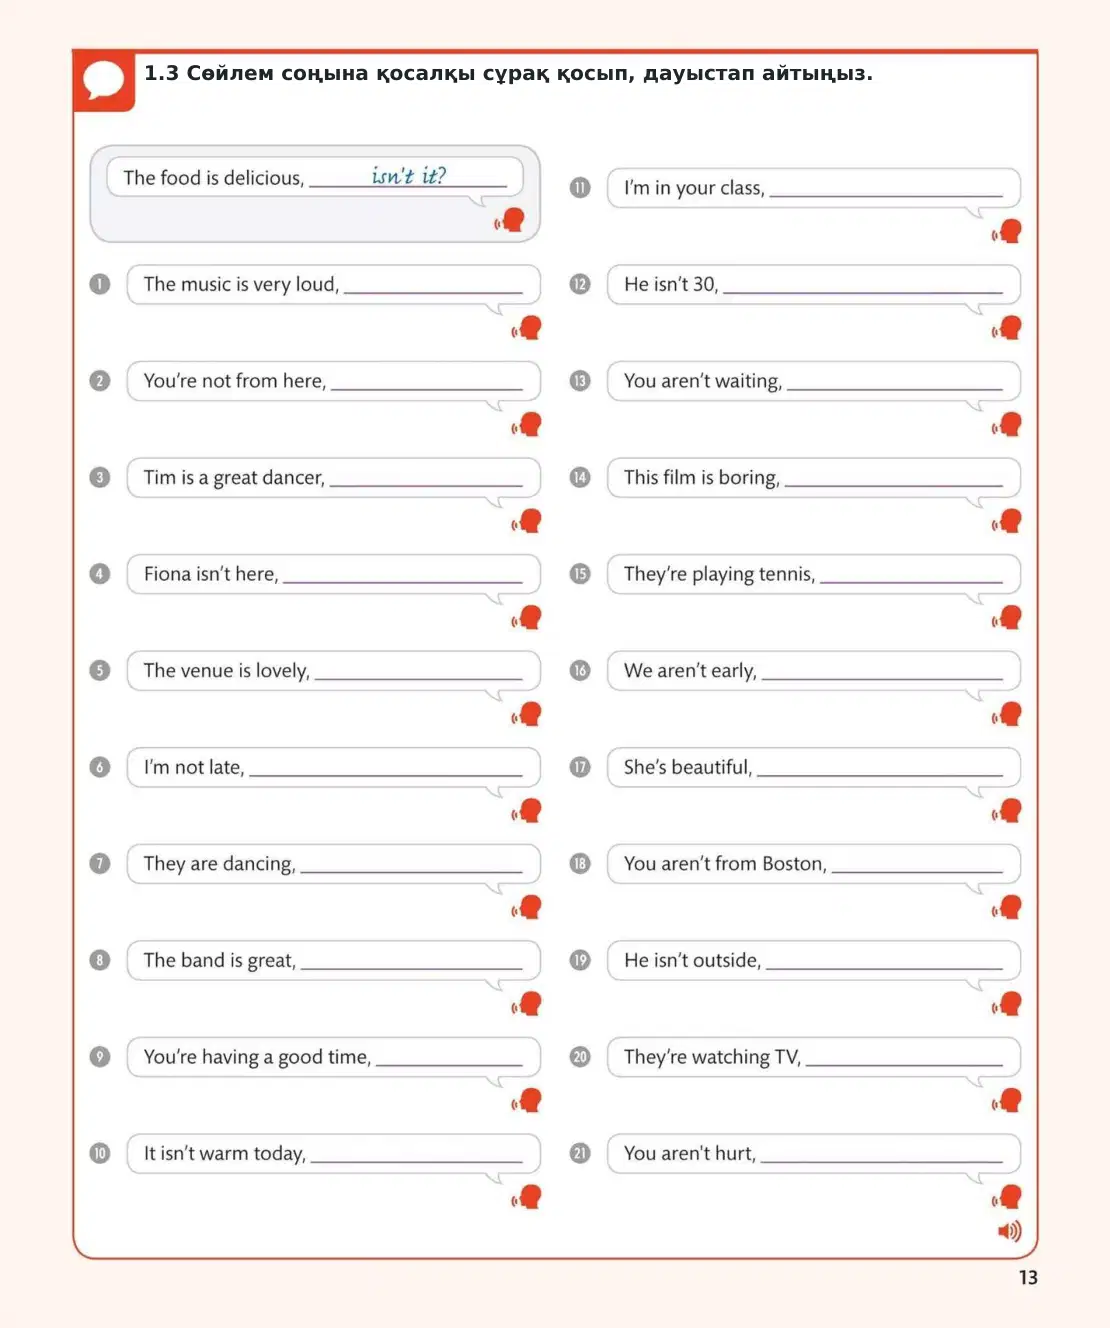 1.3 Сөйлем соңына қосалқы сұрақ қосып, дауыстап айтыңыз.
The food is delicious, isn't it?
1 The music is very loud,
2 You're not from here,
3 Tim is a great dancer,
4 Fiona isn't here,
5 The venue is lovely,
6 I'm not late,
7 They are dancing,
8 The band is great,
9 You're having a good time,
10 It isn't warm today,
11 I'm in your class,
12 He isn't 30,
13 You aren't waiting,
14 This film is boring,
15 They're playing tennis,
16 We aren't early,
17 She's beautiful,
18 You aren't from Boston,
19 He isn't outside,
20 They're watching TV,
21 You aren't hurt,
13